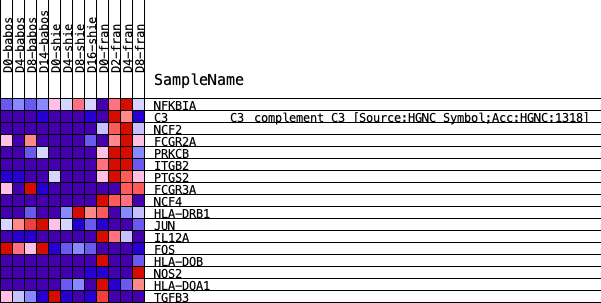 D0-babos
D4-babos
D8-babos
D14-babos
D0-shie
D4-shie
D8-shie
D16-shie
D0-fran
D2-fran
D4-fran
D8-fran
SampleName
NFKBIA
C3 C3 complement C3 [Source:HGNC Symbol;Acc:HGNC:1318]
NCF2
FCGR2A
PRKCB
ITGB2
PTGS2
FCGR3A
NCF4
HLA-DRB1
JUN
IL12A
FOS
HLA-DOB
NOS2
HLA-DOA1
TGFB3